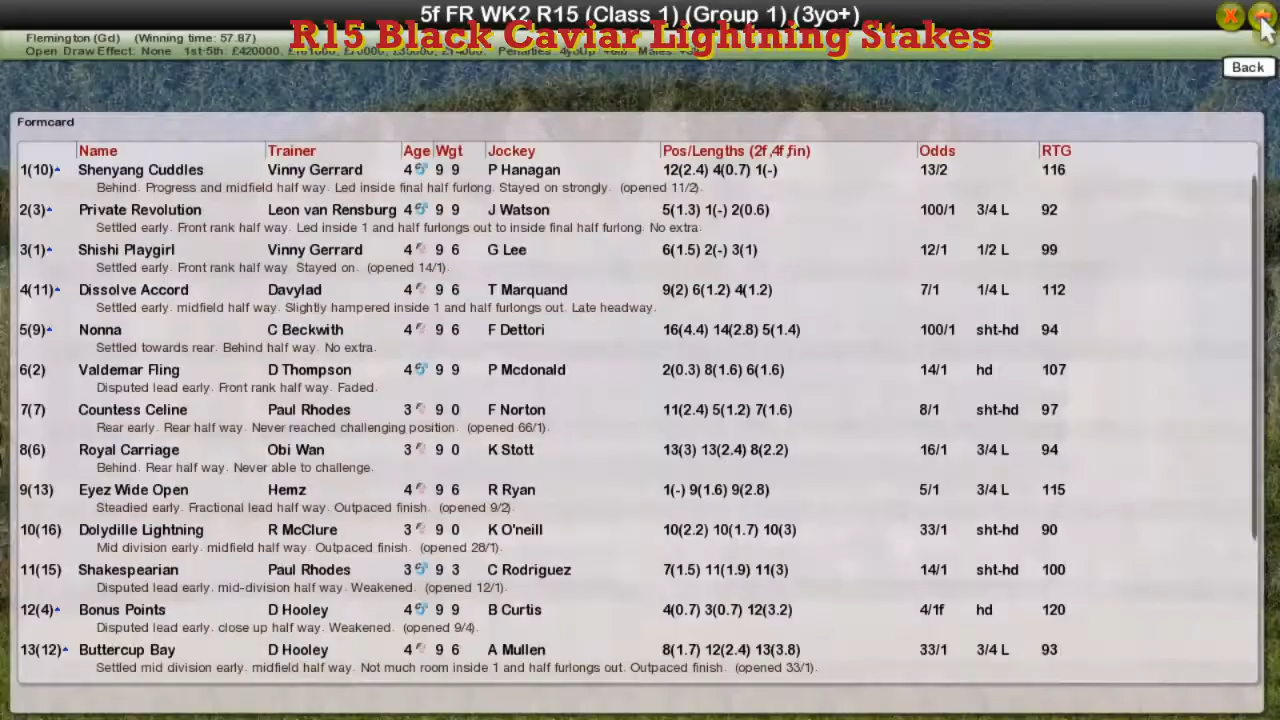 5f FR WK2 R15 (Class 1) (Group 1) (3yo+)
R15 Black Caviar Lightning Stakes
Flemington (Gd) (Winning time: 57.87)
Open Draw Effect: None 1st-5th: £420000,
Back
Formcard
Name Trainer Age Wgt Jockey Pos/Lengths (2f,4f,fin) Odds RTG
1(10) Shenyang Cuddles Vinny Gerrard 4 9 9 P Hanagan 12(2.4) 4(0.7) 1(-) 13/2 116
Behind. Progress and midfield half way. Led inside final half furlong. Stayed on strongly. (opened 11/2).
2(3) Private Revolution Leon van Rensburg 4 9 9 J Watson 5(1.3) 1(-) 2(0.6) 100/1 3/4 L 92
Settled early. Front rank half way. Led inside 1 and half furlongs out to inside final half furlong. No extra.
3(1) Shishi Playgirl Vinny Gerrard 4 9 6 G Lee 6(1.5) 2(-) 3(1) 12/1 1/2 L 99
Settled early. Front rank half way. Stayed on. (opened 14/1).
4(11) Dissolve Accord Davylad 4 9 6 T Marquand 9(2) 6(1.2) 4(1.2) 7/1 1/4 L 112
Settled early. midfield half way. Slightly hampered inside 1 and half furlongs out. Late headway.
5(9) Nonna C Beckwith 4 9 6 F Dettori 16(4.4) 14(2.8) 5(1.4) 100/1 sht-hd 94
Settled towards rear. Behind half way. No extra.
6(2) Valdemar Fling D Thompson 4 9 9 P Mcdonald 2(0.3) 8(1.6) 6(1.6) 14/1 hd 107
Disputed lead early. Front rank half way. Faded.
7(7) Countess Celine Paul Rhodes 3 9 0 F Norton 11(2.4) 5(1.2) 7(1.6) 8/1 sht-hd 97
Rear early. Rear half way. Never reached challenging position. (opened 66/1).
8(6) Royal Carriage Obi Wan 3 9 0 K Stott 13(3) 13(2.4) 8(2.2) 16/1 3/4 L 94
Behind. Rear half way. Never able to challenge.
9(13) Eyez Wide Open Hemz 4 9 6 R Ryan 1(-) 9(1.6) 9(2.8) 5/1 3/4 L 115
Steadied early. Fractional lead half way. Outpaced finish. (opened 9/2).
10(16) Dolydille Lightning R McClure 3 9 0 K O'neill 10(2.2) 10(1.7) 10(3) 33/1 sht-hd 90
Mid division early. midfield half way. Outpaced finish. (opened 28/1).
11(15) Shakespearian Paul Rhodes 3 9 3 C Rodriguez 7(1.5) 11(1.9) 11(3) 14/1 sht-hd 100
Disputed lead early. mid-division half way. Weakened. (opened 12/1).
12(4) Bonus Points D Hooley 4 9 9 B Curtis 4(0.7) 3(0.7) 12(3.2) 4/1f hd 120
Disputed lead early. close up half way. Weakened. (opened 9/4).
13(12) Buttercup Bay D Hooley 4 9 6 A Mullen 8(1.7) 12(2.4) 13(3.8) 33/1 3/4 L 93
Settled mid division early. midfield half way. Not much room inside 1 and half furlongs out. Outpaced finish. (opened 33/1).